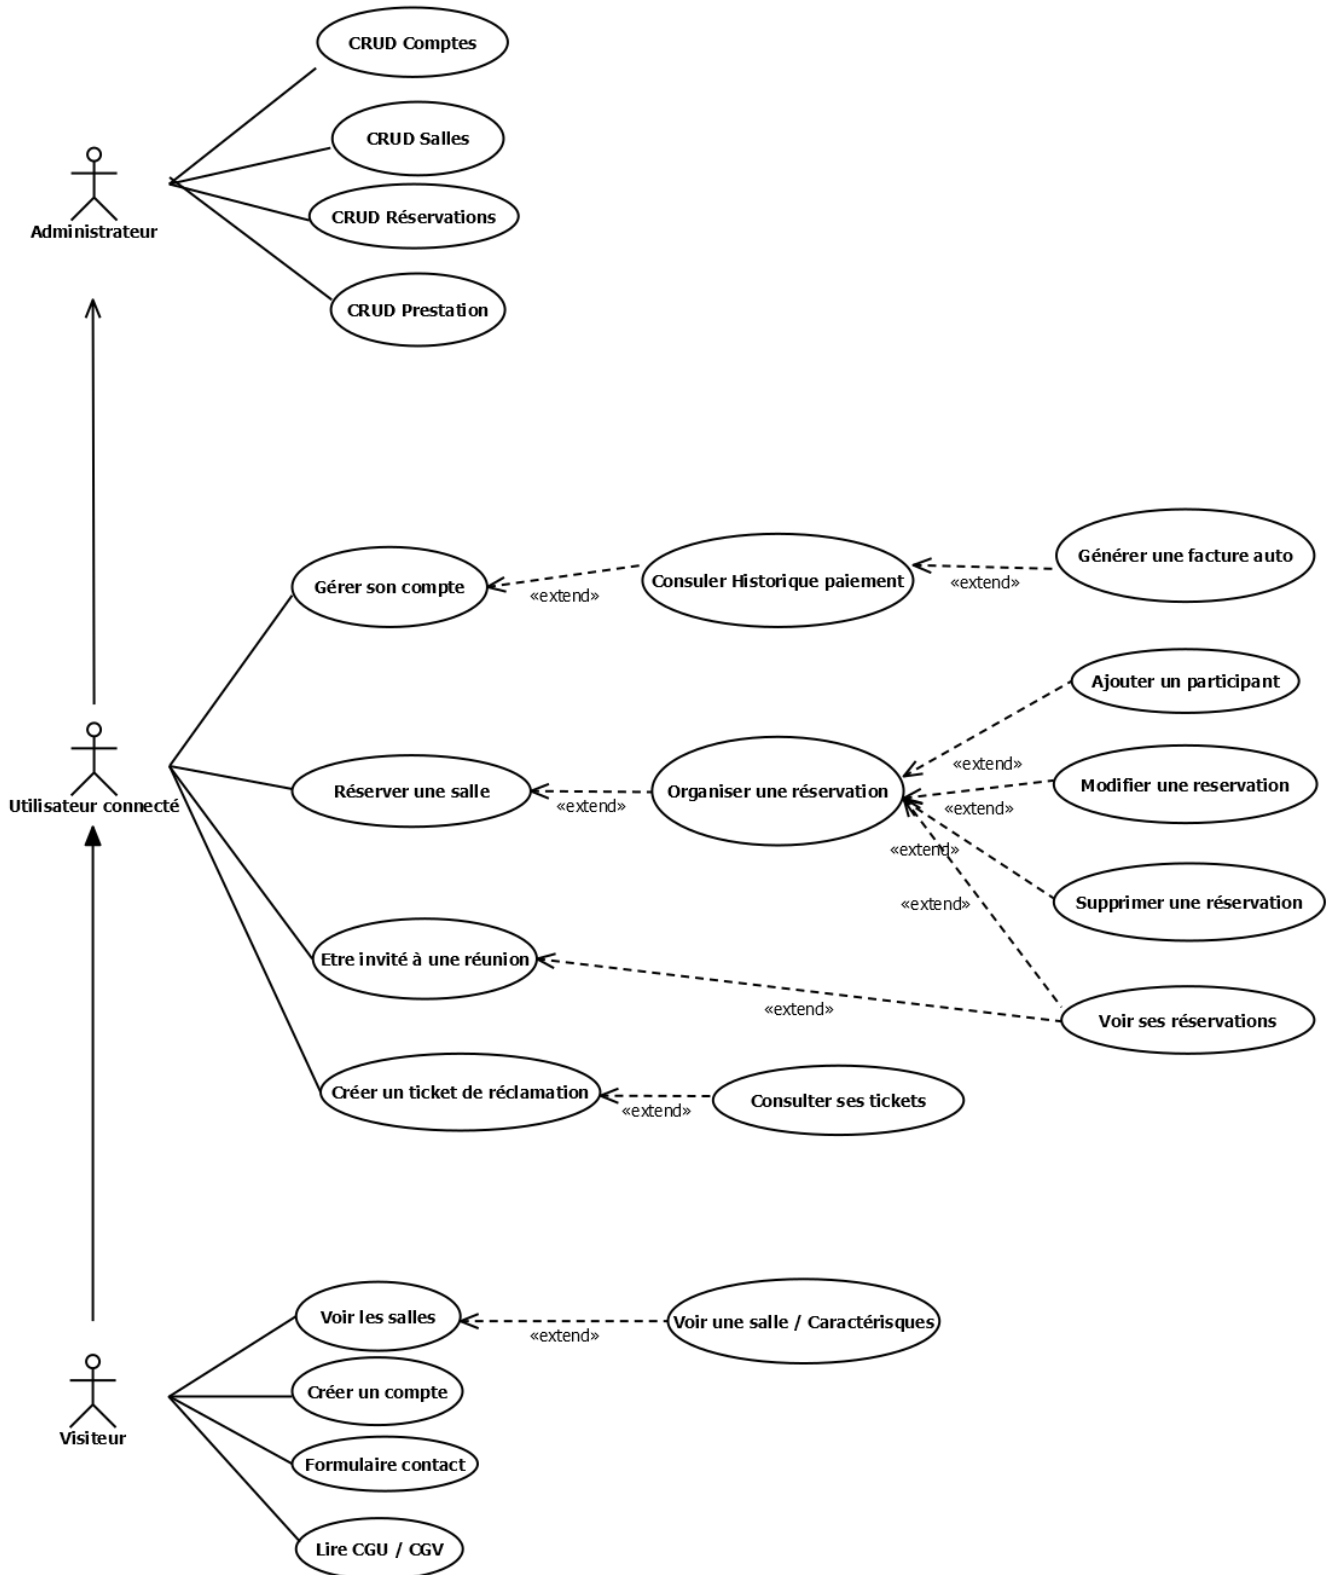 CRUD Comptes
CRUD Salles
CRUD Réservations
Administrateur
CRUD Prestation
Générer une facture auto
Gérer son compte
«extend»
Consuler Historique paiement
«extend»
Ajouter un participant
«extend»
Utilisateur connecté
Réserver une salle
«extend»
Organiser une réservation
«extend»
Modifier une reservation
«extend»
«extend»
Supprimer une réservation
Etre invité à une réunion
«extend»
Voir ses réservations
Créer un ticket de réclamation
«extend»
Consulter ses tickets
Voir les salles
«extend»
Voir une salle / Caractérisques
Créer un compte
Visiteur
Formulaire contact
Lire CGU / CGV